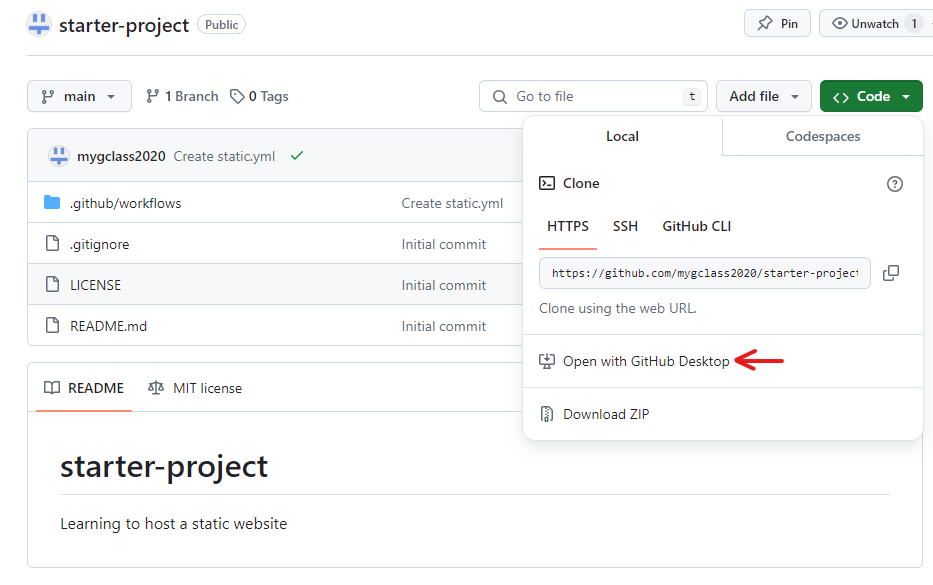 starter-project Public Pin Unwatch 1
main 1 Branch 0 Tags Go to file t Add file Code
Local Codespaces
mygclass2020 Create static.yml
Clone
.github/workflows Create static.yml
HTTPS SSH GitHub CLI
.gitignore Initial commit
https://github.com/mygclass2020/starter-project
LICENSE Initial commit
Clone using the web URL.
README.md Initial commit
Open with GitHub Desktop
README MIT license
Download ZIP
starter-project
Learning to host a static website